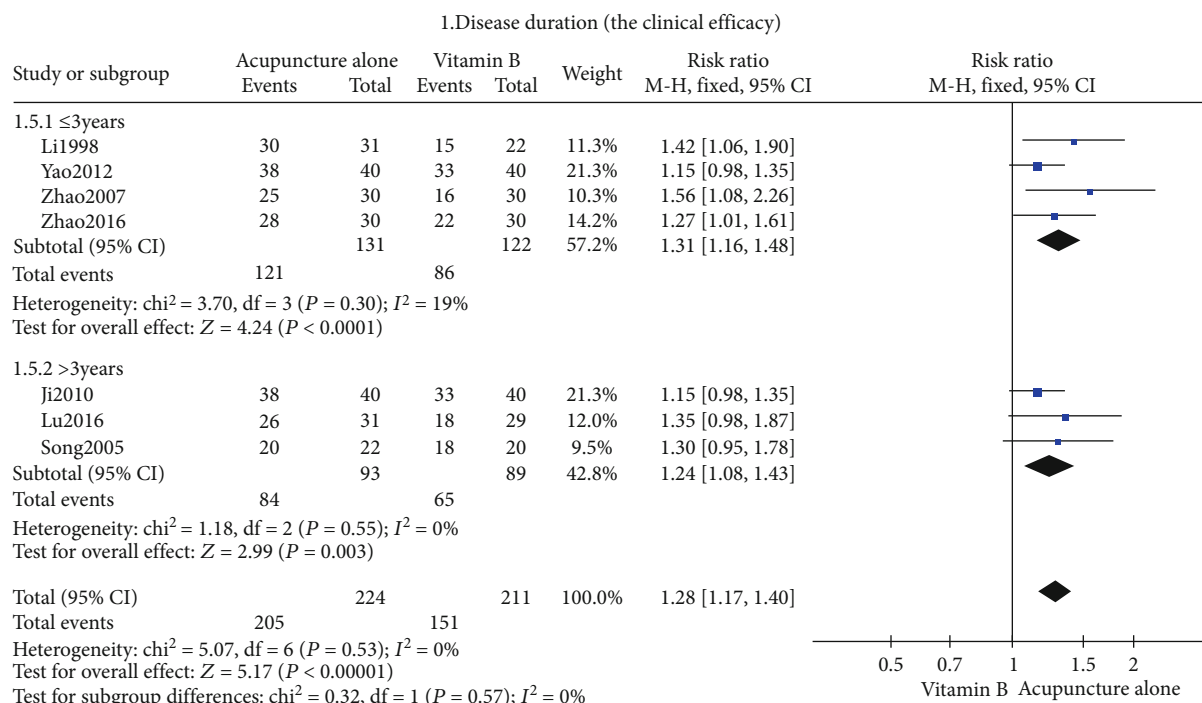 1.Disease duration (the clinical efficacy)
Study or subgroup Acupuncture alone Vitamin B Weight Risk ratio Risk ratio
Events Total Events Total M-H, fixed, 95% CI M-H, fixed, 95% CI
1.5.1 ≤3years
Li1998 30 31 15 22 11.3% 1.42 [1.06, 1.90]
Yao2012 38 40 33 40 21.3% 1.15 [0.98, 1.35]
Zhao2007 25 30 16 30 10.3% 1.56 [1.08, 2.26]
Zhao2016 28 30 22 30 14.2% 1.27 [1.01, 1.61]
Subtotal (95% CI) 131 122 57.2% 1.31 [1.16, 1.48]
Total events 121 86
Heterogeneity: chi² = 3.70, df = 3 (P = 0.30); I² = 19%
Test for overall effect: Z = 4.24 (P < 0.0001)
1.5.2 >3years
Ji2010 38 40 33 40 21.3% 1.15 [0.98, 1.35]
Lu2016 26 31 18 29 12.0% 1.35 [0.98, 1.87]
Song2005 20 22 18 20 9.5% 1.30 [0.95, 1.78]
Subtotal (95% CI) 93 89 42.8% 1.24 [1.08, 1.43]
Total events 84 65
Heterogeneity: chi² = 1.18, df = 2 (P = 0.55); I² = 0%
Test for overall effect: Z = 2.99 (P = 0.003)
Total (95% CI) 224 211 100.0% 1.28 [1.17, 1.40]
Total events 205 151
Heterogeneity: chi² = 5.07, df = 6 (P = 0.53); I² = 0%
Test for overall effect: Z = 5.17 (P < 0.00001)
Test for subgroup differences: chi² = 0.32, df = 1 (P = 0.57); I² = 0%
0.5 0.7 1 1.5 2
Vitamin B Acupuncture alone